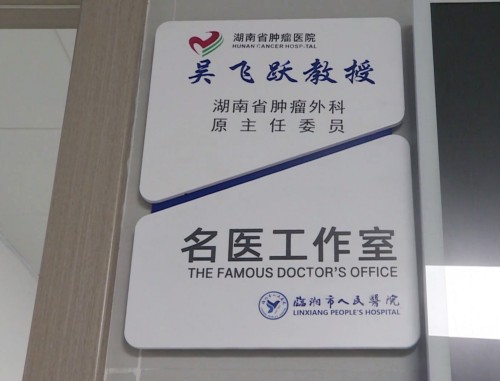 湖南省肿瘤医院
HUNAN CANCER HOSPITAL
吴飞跃教授
湖南省肿瘤外科
原主任委员
名医工作室
THE FAMOUS DOCTOR'S OFFICE
临湘市人民醫院
LINXIANG PEOPLE'S HOSPITAL